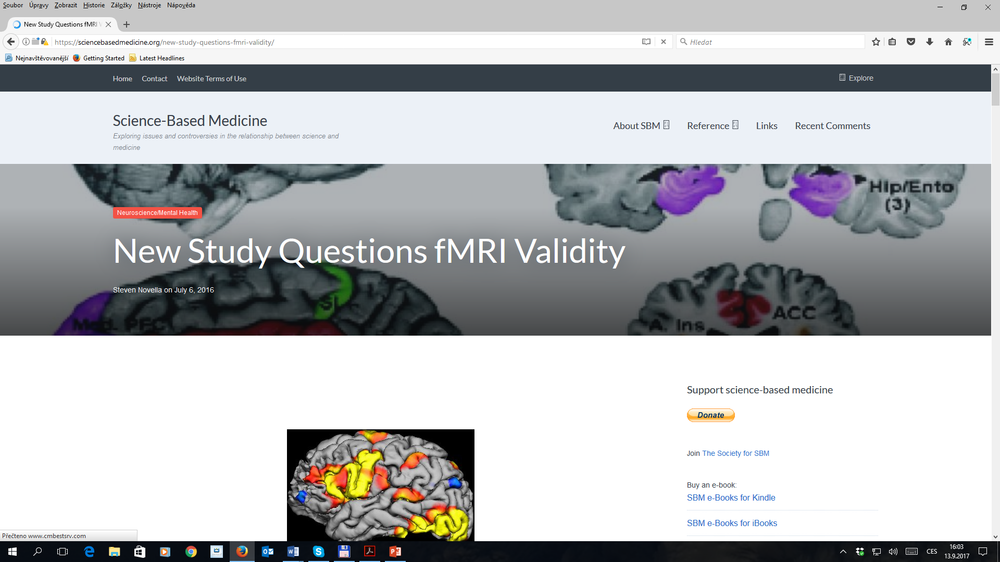 Soubor Úpravy Zobrazit Historie Záložky Nástroje Nápověda
New Study Questions fMRI V
https://sciencebasedmedicine.org/new-study-questions-fmri-validity/
Hledat
Nejnavštěvovanější Getting Started Latest Headlines
Home Contact Website Terms of Use
Explore
Science-Based Medicine
Exploring issues and controversies in the relationship between science and
medicine
About SBM Reference Links Recent Comments
Hip/Ento
(3)
Neuroscience/Mental Health
New Study Questions fMRI Validity
Steven Novella on July 6, 2016
Med. PFC
ACC
A. Ins
Support science-based medicine
Donate
Join The Society for SBM
Buy an e-book:
SBM e-Books for Kindle
SBM e-Books for iBooks
Přečteno www.cmbestsrv.com
CES
16:03
13.9.2017